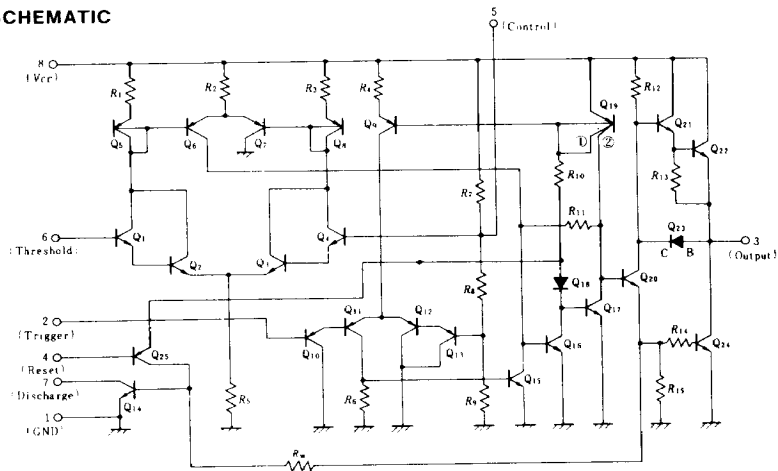 SCHEMATIC
5
(Control)
8
(Vcc)
R1
R2
R3
R4
R12
Q19
Q5
Q6
Q7
Q8
Q9
① ②
Q21
Q22
R7
R10
R13
6
(Threshold)
Q1
Q2
Q3
Q4
R11
Q23
C B
3
(Output)
R8
Q18
Q20
2
(Trigger)
Q11
Q12
Q17
4
(Reset)
Q25
Q10
Q13
Q16
R14
Q24
7
(Discharge)
Q14
R5
R6
R9
Q15
R15
1
(GND)